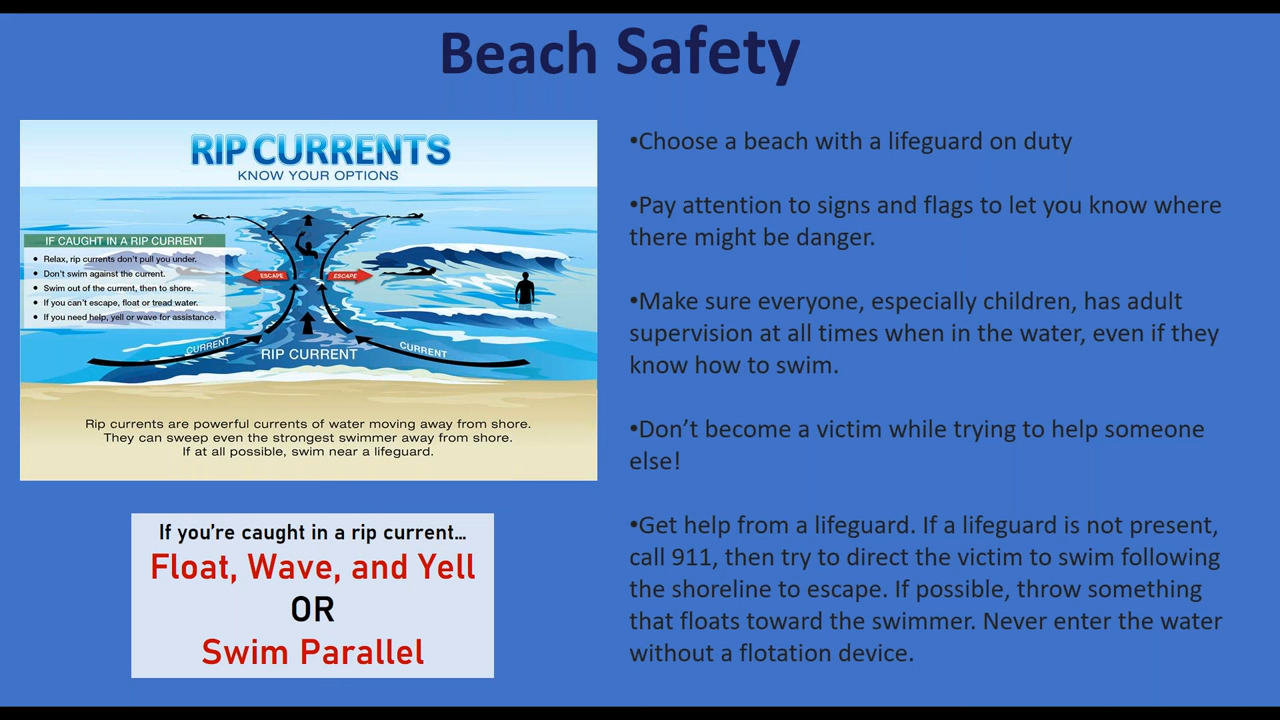 Beach Safety
RIP CURRENTS
KNOW YOUR OPTIONS
IF CAUGHT IN A RIP CURRENT
• Relax, rip currents don't pull you under.
• Don't swim against the current.
• Swim out of the current, then to shore.
• If you can't escape, float or tread water.
• If you need help, yell or wave for assistance.
ESCAPE
ESCAPE
CURRENT
RIP CURRENT
CURRENT
Rip currents are powerful currents of water moving away from shore.
They can sweep even the strongest swimmer away from shore.
If at all possible, swim near a lifeguard.
If you're caught in a rip current...
Float, Wave, and Yell
OR
Swim Parallel
•Choose a beach with a lifeguard on duty
•Pay attention to signs and flags to let you know where
there might be danger.
•Make sure everyone, especially children, has adult
supervision at all times when in the water, even if they
know how to swim.
•Don’t become a victim while trying to help someone
else!
•Get help from a lifeguard. If a lifeguard is not present,
call 911, then try to direct the victim to swim following
the shoreline to escape. If possible, throw something
that floats toward the swimmer. Never enter the water
without a flotation device.